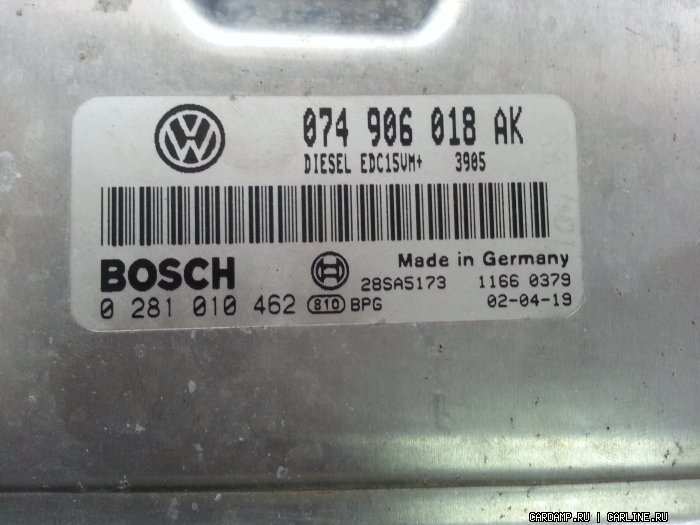 074 906 018 AK
DIESEL EDC15VM+ 3905
BOSCH
Made in Germany
28SA5173 1166 0379
0 281 010 462 810 BPG 02-04-19
CARDAMP.RU | CARLINE.RU